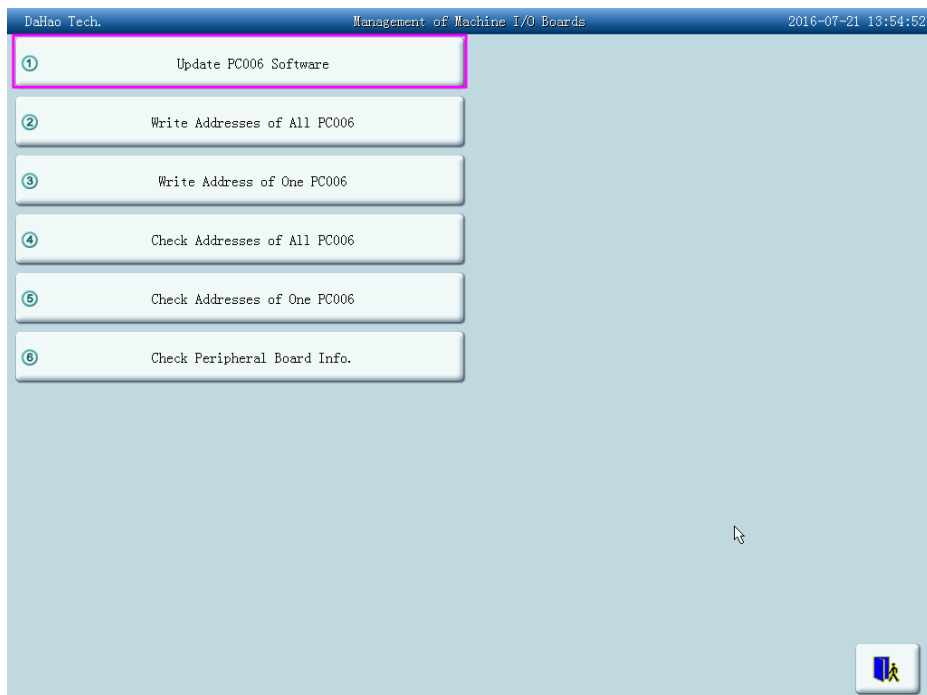 DaHao Tech. Management of Machine I/O Boards 2016-07-21 13:54:52
① Update PC006 Software
② Write Addresses of All PC006
③ Write Address of One PC006
④ Check Addresses of All PC006
⑤ Check Addresses of One PC006
⑥ Check Peripheral Board Info.